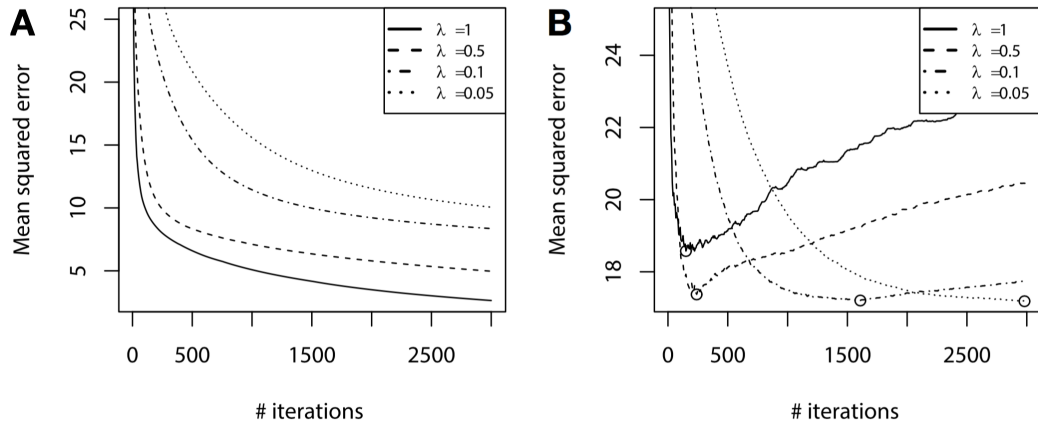 A
Mean squared error
25
20
15
10
5
λ =1
λ =0.5
λ =0.1
λ =0.05
0 500 1500 2500
# iterations
B
Mean squared error
24
22
20
18
λ =1
λ =0.5
λ =0.1
λ =0.05
0 500 1500 2500
# iterations